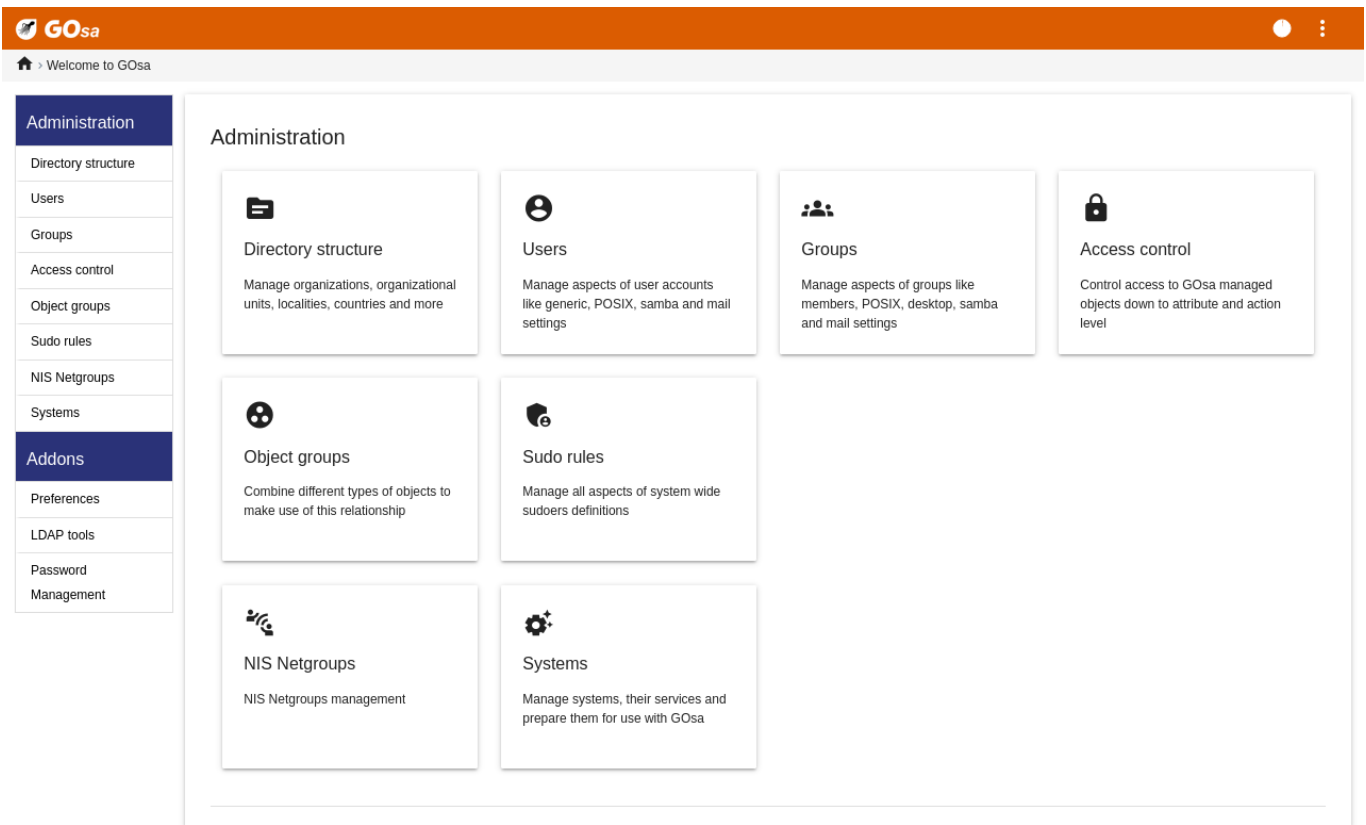 GOsa
› Welcome to GOsa
Administration
Directory structure
Users
Groups
Access control
Object groups
Sudo rules
NIS Netgroups
Systems
Addons
Preferences
LDAP tools
Password
Management
Administration
Directory structure
Manage organizations, organizational
units, localities, countries and more
Users
Manage aspects of user accounts
like generic, POSIX, samba and mail
settings
Groups
Manage aspects of groups like
members, POSIX, desktop, samba
and mail settings
Access control
Control access to GOsa managed
objects down to attribute and action
level
Object groups
Combine different types of objects to
make use of this relationship
Sudo rules
Manage all aspects of system wide
sudoers definitions
NIS Netgroups
NIS Netgroups management
Systems
Manage systems, their services and
prepare them for use with GOsa